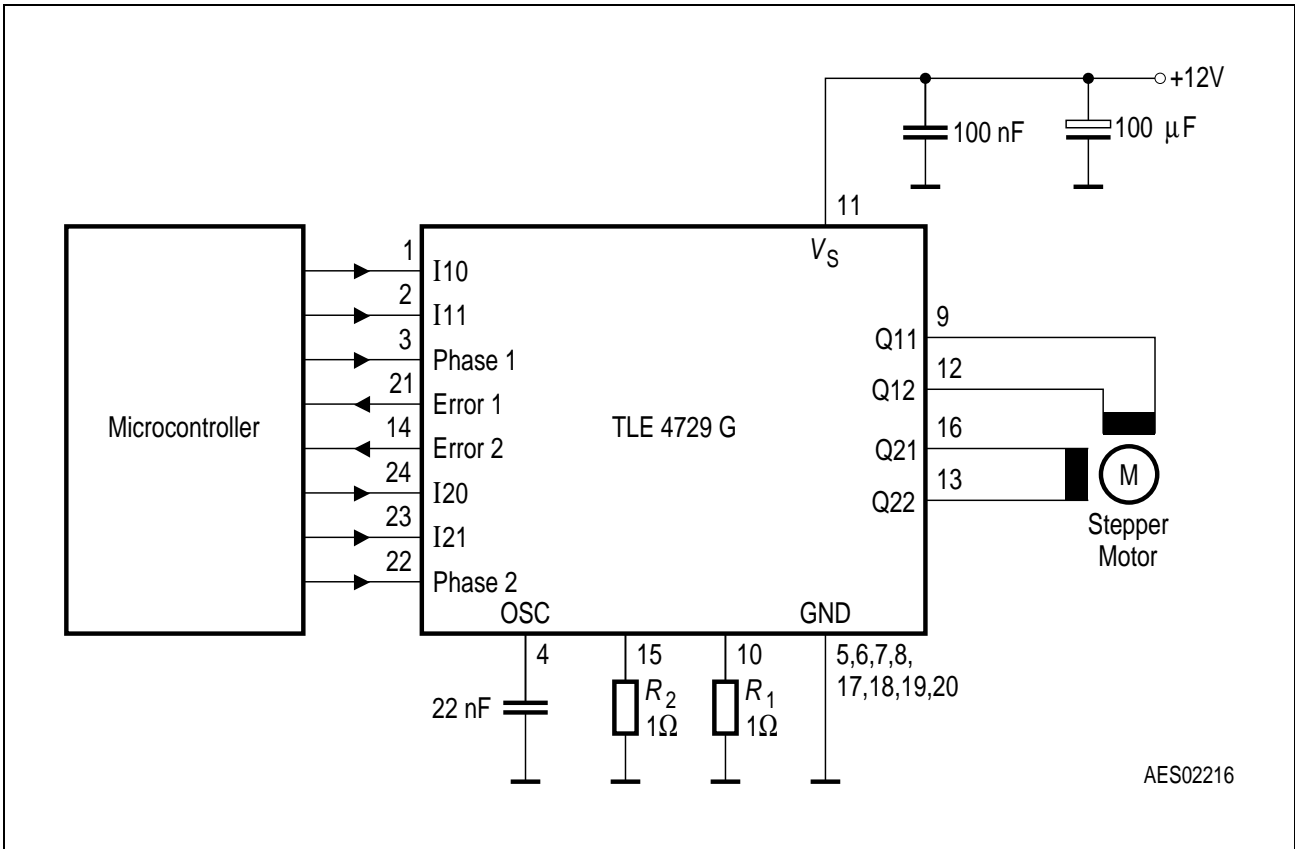 +12V
100 nF
100 µF
11
VS
1
I10
2
I11
3
Phase 1
21
Error 1
14
Error 2
24
I20
23
I21
22
Phase 2
Microcontroller
TLE 4729 G
9
Q11
12
Q12
16
Q21
13
Q22
M
Stepper
Motor
OSC
GND
4
15
10
5,6,7,8,
17,18,19,20
22 nF
R2
1Ω
R1
1Ω
AES02216